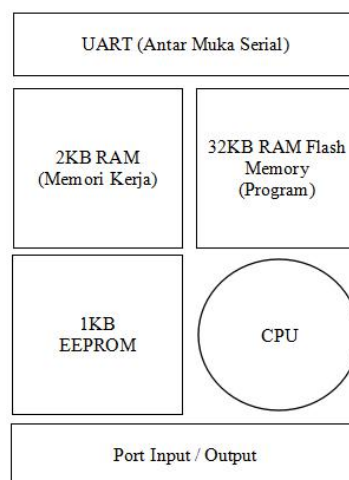 UART (Antar Muka Serial)
2KB RAM
(Memori Kerja)
32KB RAM Flash
Memory
(Program)
1KB
EEPROM
CPU
Port Input / Output